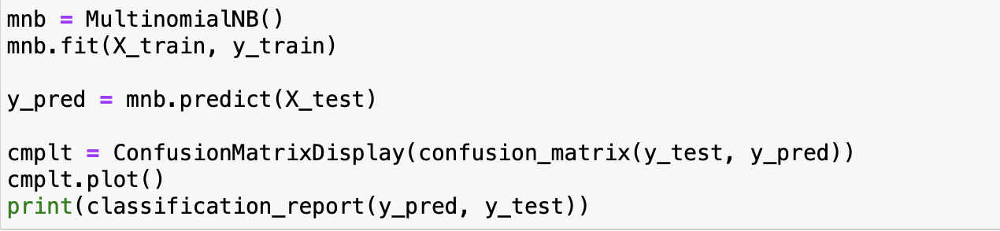 mnb = MultinomialNB()
mnb.fit(X_train, y_train)
y_pred = mnb.predict(X_test)
cmplt = ConfusionMatrixDisplay(confusion_matrix(y_test, y_pred))
cmplt.plot()
print(classification_report(y_pred, y_test))